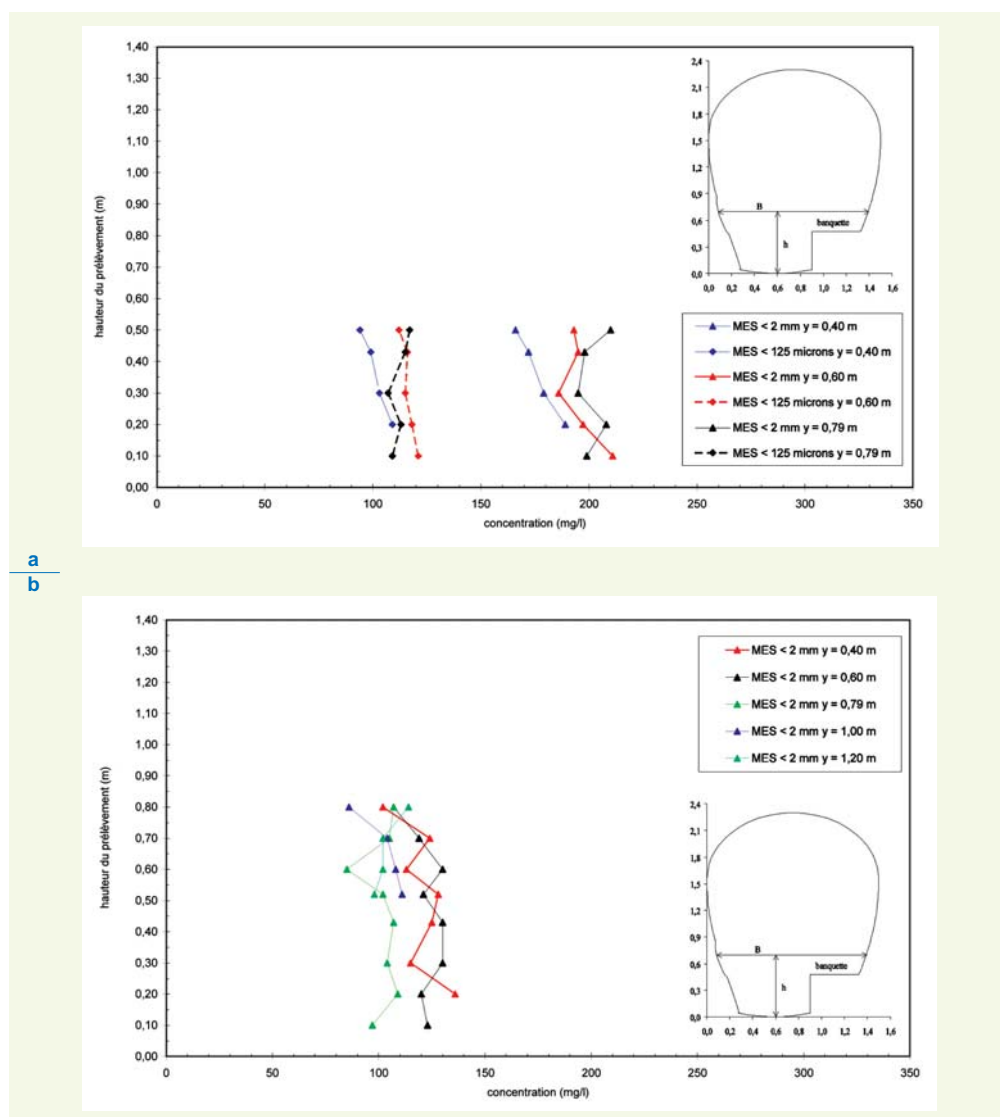 1,40
1,30
1,20
1,10
1,00
0,90
0,80
0,70
0,60
0,50
0,40
0,30
0,20
0,10
0,00
hauteur du prélèvement (m)
0 50 100 150 200 250 300 350
concentration (mg/l)
2,4
2,1
1,8
1,5
1,2
0,9
0,6
0,3
0,0
B
banquette
h
0,0 0,2 0,4 0,6 0,8 1,0 1,2 1,4 1,6
MES < 2 mm y = 0,40 m
MES < 125 microns y = 0,40 m
MES < 2 mm y = 0,60 m
MES < 125 microns y = 0,60 m
MES < 2 mm y = 0,79 m
MES < 125 microns y = 0,79 m
a
b
1,40
1,30
1,20
1,10
1,00
0,90
0,80
0,70
0,60
0,50
0,40
0,30
0,20
0,10
0,00
hauteur du prélèvement (m)
0 50 100 150 200 250 300 350
concentration (mg/l)
MES < 2 mm y = 0,40 m
MES < 2 mm y = 0,60 m
MES < 2 mm y = 0,79 m
MES < 2 mm y = 1,00 m
MES < 2 mm y = 1,20 m
2,4
2,1
1,8
1,5
1,2
0,9
0,6
0,3
0,0
B
banquette
h
0,0 0,2 0,4 0,6 0,8 1,0 1,2 1,4 1,6